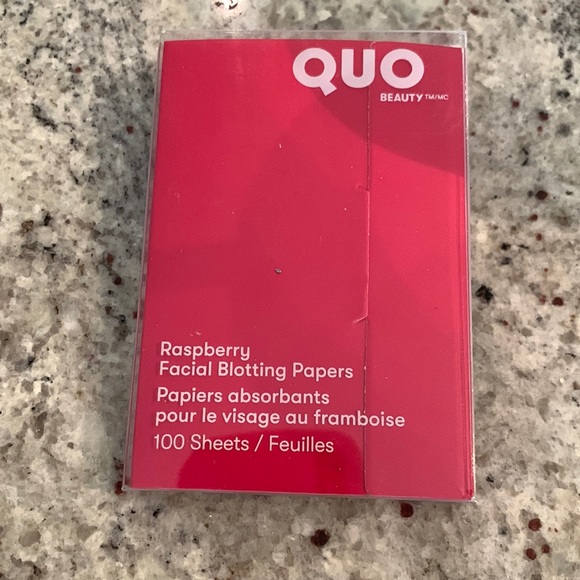 QUO
BEAUTY TM/MC
Raspberry
Facial Blotting Papers
Papiers absorbants
pour le visage au framboise
100 Sheets / Feuilles